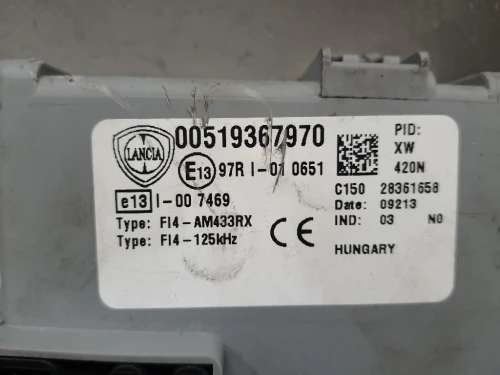 LANCIA
00519367970
E13 97R I-01 0651
e13 I-00 7469
Type: FI4-AM433RX
Type: FI4-125kHz
CE
PID:
XW
420N
C150 28361658
Date: 09213
IND: 03 N0
HUNGARY